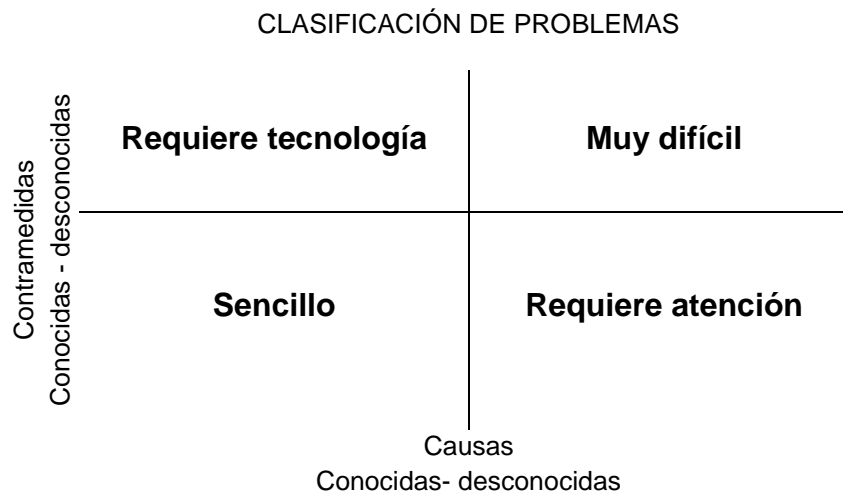 CLASIFICACIÓN DE PROBLEMAS
Requiere tecnología
Muy difícil
Contramedidas
Conocidas - desconocidas
Sencillo
Requiere atención
Causas
Conocidas- desconocidas